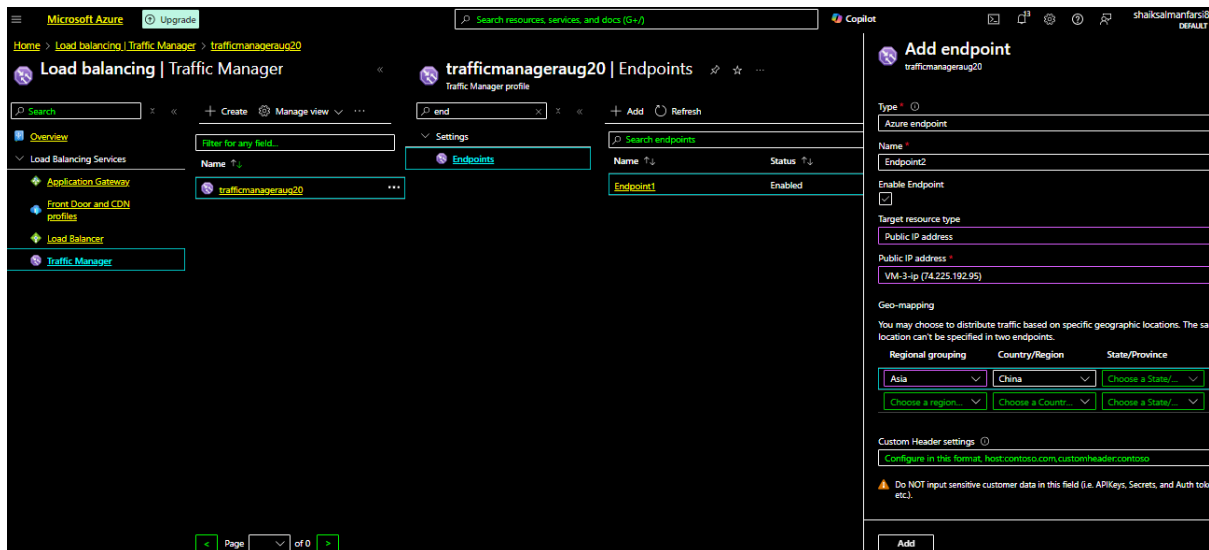 Microsoft Azure
Upgrade
Search resources, services, and docs (G+/)
Copilot
13
shaiksalmanfarsi8
DEFAULT
Home > Load balancing | Traffic Manager > trafficmanageraug20
Load balancing | Traffic Manager
Search
Overview
Load Balancing Services
Application Gateway
Front Door and CDN
profiles
Load Balancer
Traffic Manager
Create
Manage view
Filter for any field...
Name
trafficmanageraug20
Page
of 0
trafficmanageraug20 | Endpoints
Traffic Manager profile
end
Settings
Endpoints
Add
Refresh
Search endpoints
Name
Status
Endpoint1
Enabled
Add endpoint
trafficmanageraug20
Type *
Azure endpoint
Name *
Endpoint2
Enable Endpoint
Target resource type
Public IP address
Public IP address *
VM-3-ip (74.225.192.95)
Geo-mapping
You may choose to distribute traffic based on specific geographic locations. The sa
location can't be specified in two endpoints.
Regional grouping Country/Region State/Province
Asia China Choose a State/...
Choose a region... Choose a Countr... Choose a State/...
Custom Header settings
Configure in this format, host:contoso.com,customheader:contoso
Do NOT input sensitive customer data in this field (i.e. APIKeys, Secrets, and Auth tok
etc.).
Add